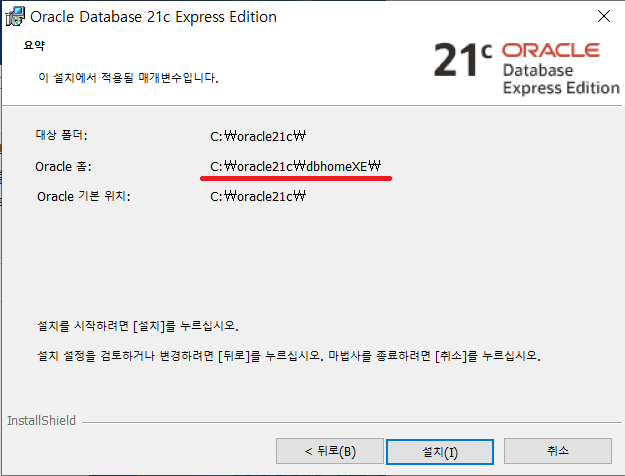 Oracle Database 21c Express Edition
요약
이 설치에서 적용될 매개변수입니다.
21c ORACLE
Database
Express Edition
대상 폴더: C:₩oracle21c₩
Oracle 홈: C:₩oracle21c₩dbhomeXE₩
Oracle 기본 위치: C:₩oracle21c₩
설치를 시작하려면 [설치]를 누르십시오.
설치 설정을 검토하거나 변경하려면 [뒤로]를 누르십시오. 마법사를 종료하려면 [취소]를 누르십시오.
InstallShield
< 뒤로(B) 설치(I) 취소